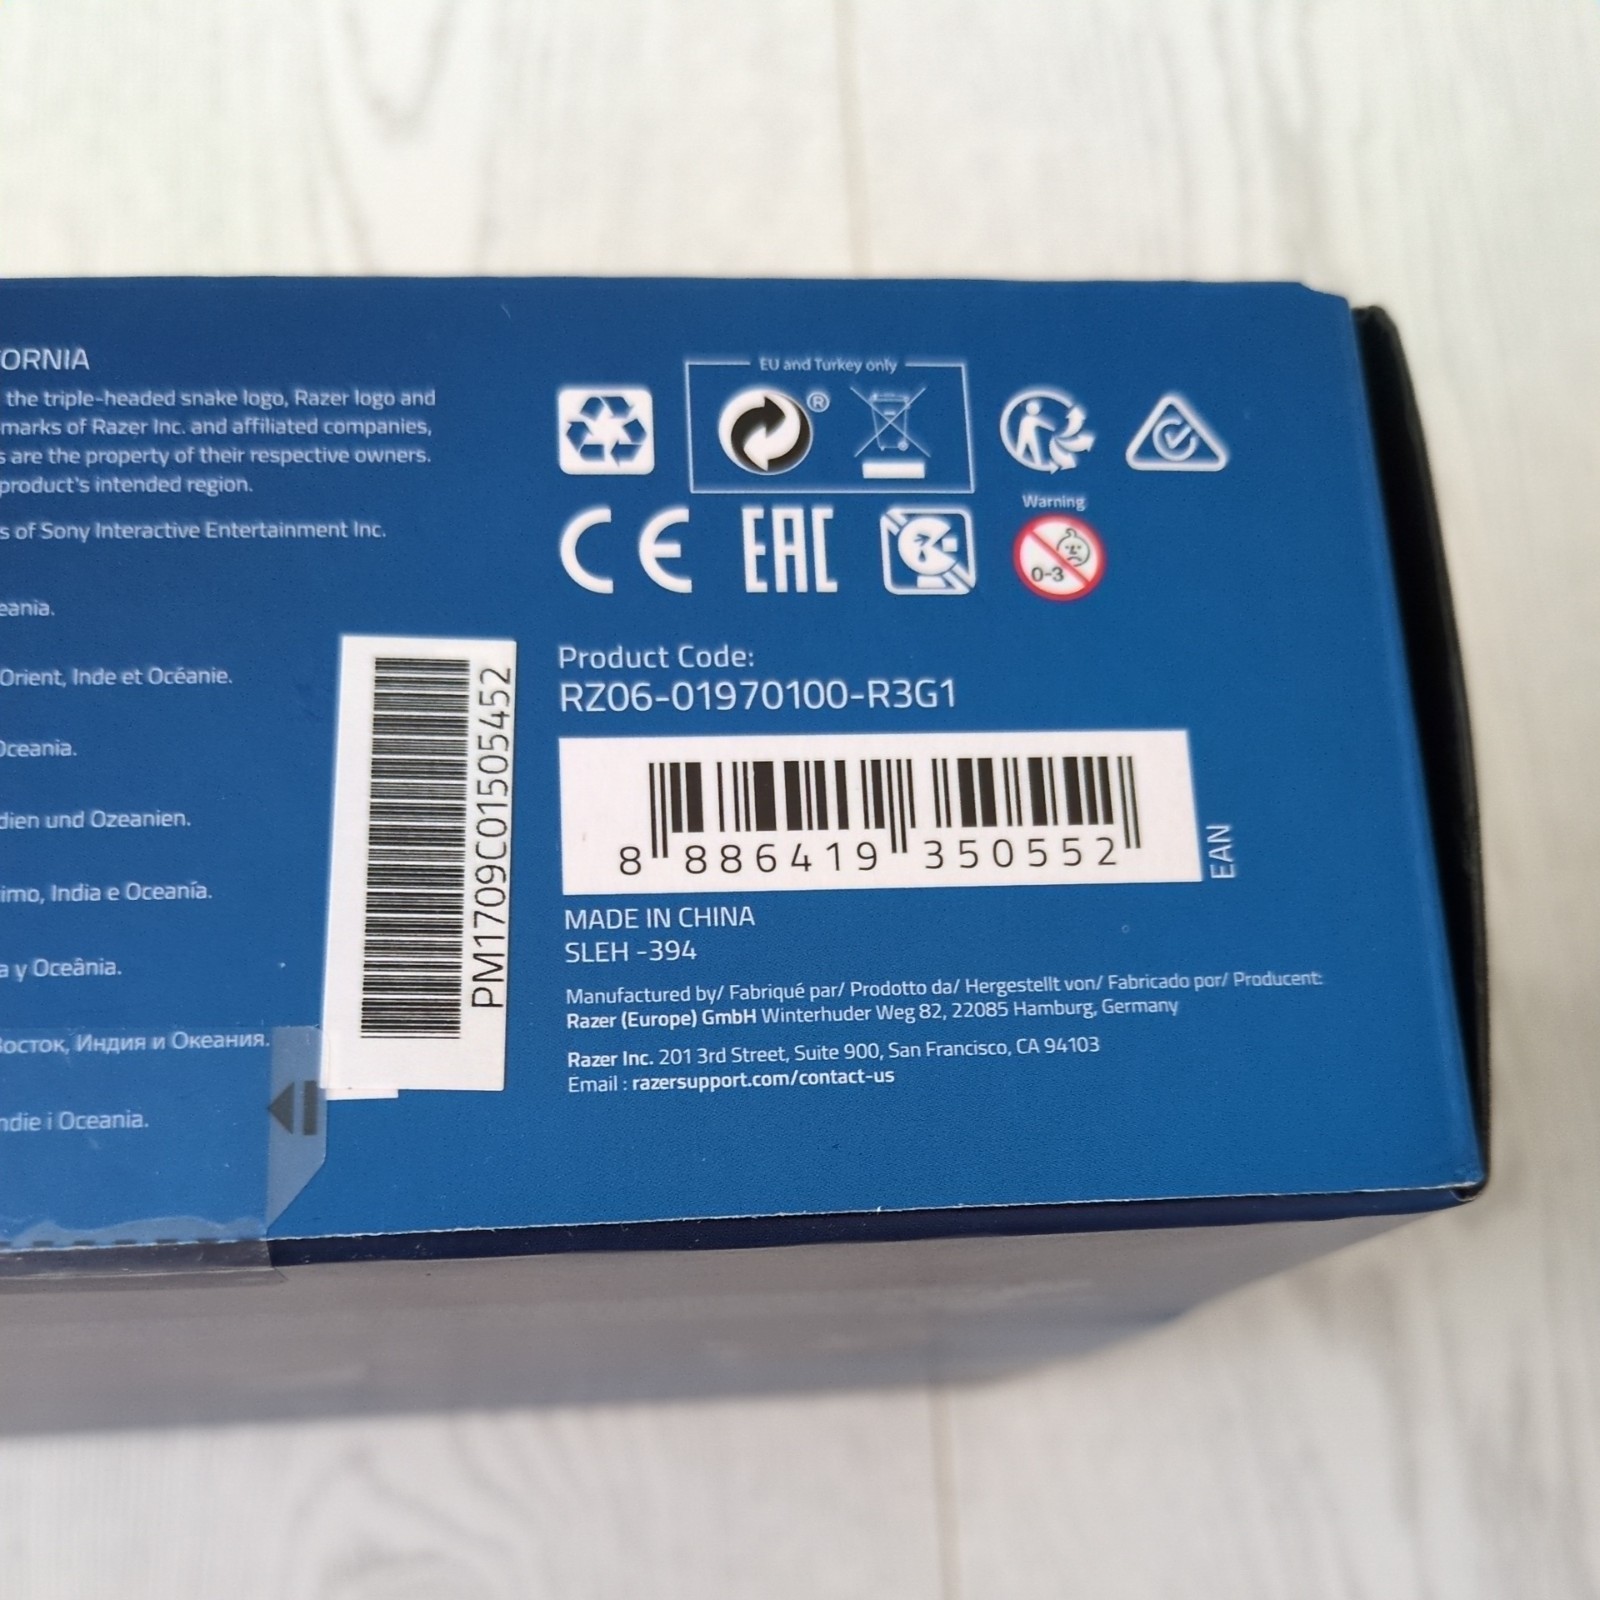 ORNIA
the triple-headed snake logo, Razer logo and
marks of Razer Inc. and affiliated companies,
s are the property of their respective owners.
product's intended region.
s of Sony Interactive Entertainment Inc.
eania.
Orient, Inde et Océanie.
Oceania.
dien und Ozeanien.
imo, India e Oceanía.
a y Oceânia.
Восток, Индия и Океания.
ndie i Oceania.
PM1709C01505452
EU and Turkey only
®
CE EAC
Warning
0-3
Product Code:
RZ06-01970100-R3G1
8 886419 350552
EAN
MADE IN CHINA
SLEH -394
Manufactured by/ Fabriqué par/ Prodotto da/ Hergestellt von/ Fabricado por/ Producent:
Razer (Europe) GmbH Winterhuder Weg 82, 22085 Hamburg, Germany
Razer Inc. 201 3rd Street, Suite 900, San Francisco, CA 94103
Email : razersupport.com/contact-us